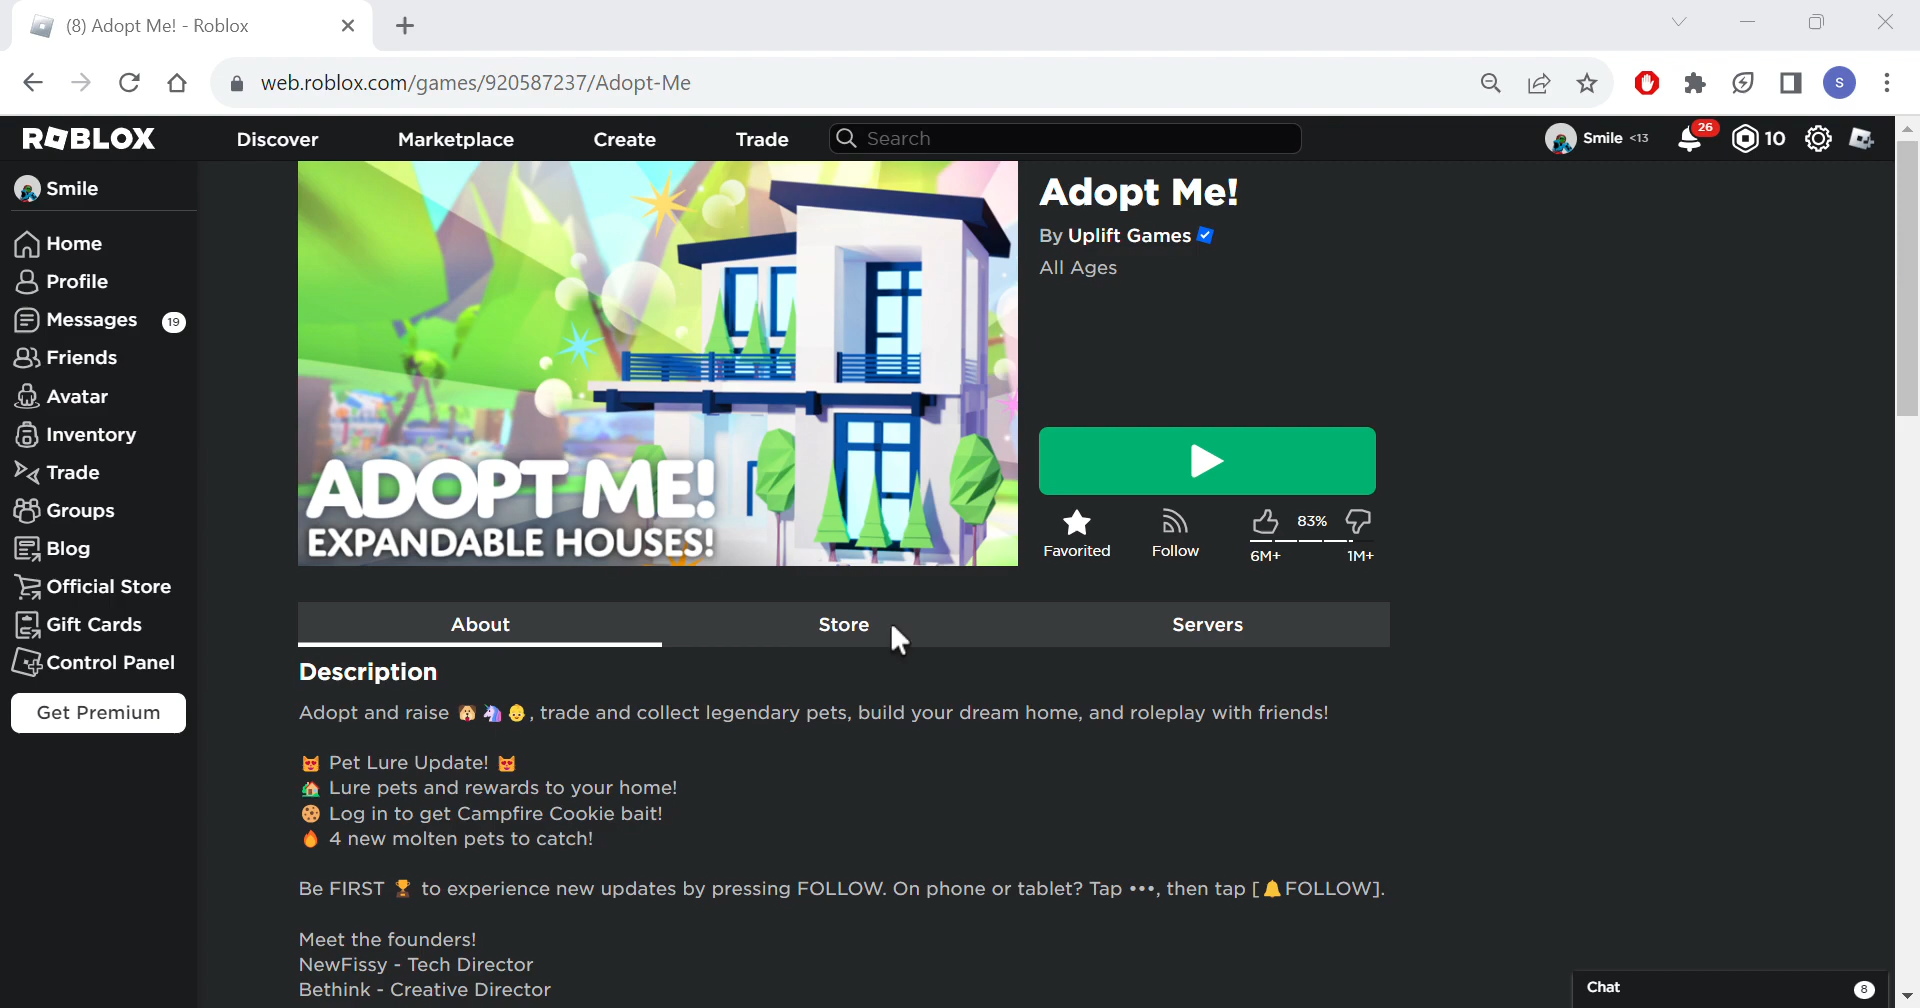 (8) Adopt Me! - Roblox
web.roblox.com/games/920587237/Adopt-Me
S
ROBLOX
Discover
Marketplace
Create
Trade
Search
Smile <13
26
10
Smile
Home
Profile
Messages 19
Friends
Avatar
Inventory
Trade
Groups
Blog
Official Store
Gift Cards
Control Panel
Get Premium
ADOPT ME!
EXPANDABLE HOUSES!
Adopt Me!
By Uplift Games
All Ages
Favorited
Follow
83%
6M+
1M+
About
Store
Servers
Description
Adopt and raise 🐶 🦄 👶, trade and collect legendary pets, build your dream home, and roleplay with friends!
😻 Pet Lure Update! 😻
🏡 Lure pets and rewards to your home!
🍪 Log in to get Campfire Cookie bait!
🔥 4 new molten pets to catch!
Be FIRST 🏆 to experience new updates by pressing FOLLOW. On phone or tablet? Tap •••, then tap [🔔FOLLOW].
Meet the founders!
NewFissy - Tech Director
Bethink - Creative Director
Chat 8